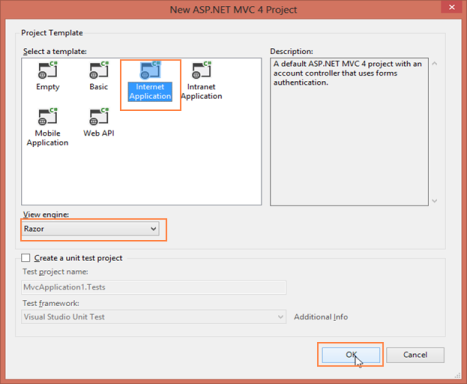 New ASP.NET MVC 4 Project
Project Template
Select a template:
Description:
Empty
Basic
Internet
Application
Intranet
Application
A default ASP.NET MVC 4 project with an
account controller that uses forms
authentication.
Mobile
Application
Web API
View engine:
Razor
Create a unit test project
Test project name:
MvcApplication1.Tests
Test framework:
Visual Studio Unit Test
Additional Info
OK
Cancel